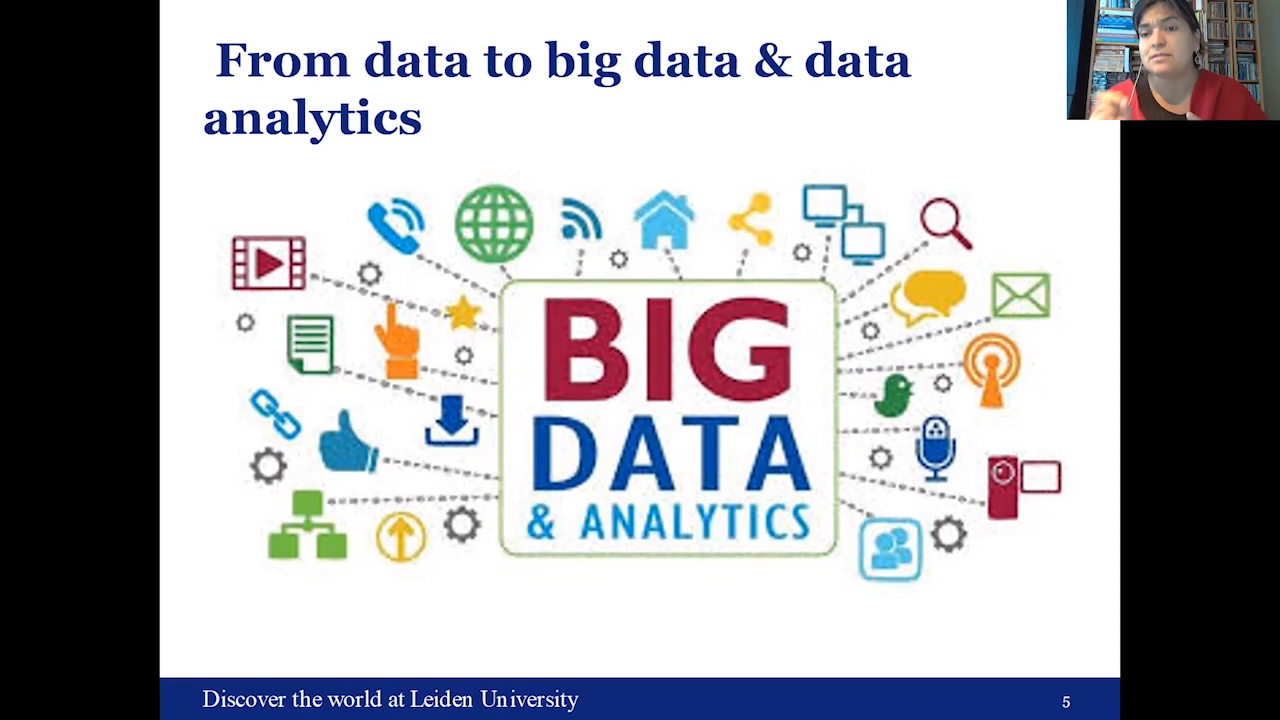 From data to big data & data
analytics
BIG
DATA
& ANALYTICS
Discover the world at Leiden University
5